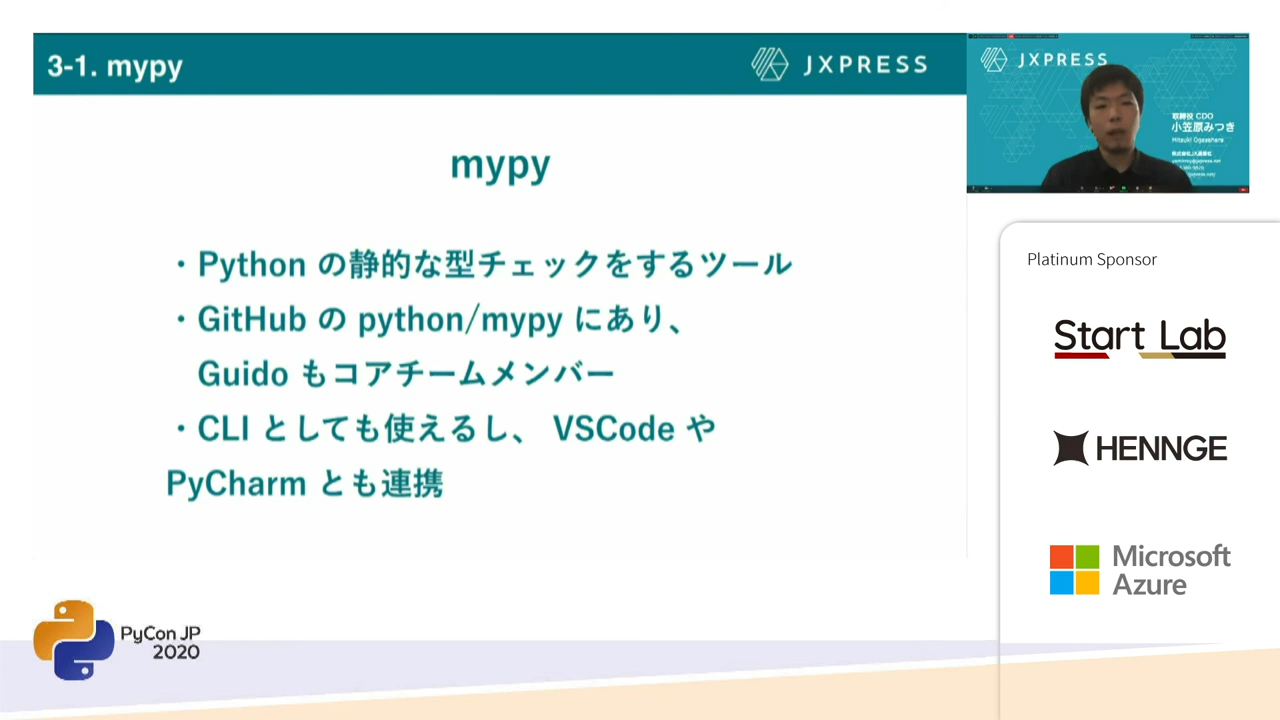 3-1. mypy
JXPRESS
mypy
・Python の静的な型チェックをするツール
・GitHub の python/mypy にあり、
Guido もコアチームメンバー
・CLI としても使えるし、 VSCode や
PyCharm とも連携
JXPRESS
取締役 CDO
小笠原みつき
Mitsuki Ogasahara
株式会社JX通信社
Platinum Sponsor
Start Lab
HENNGE
Microsoft
Azure
PyCon JP
2020